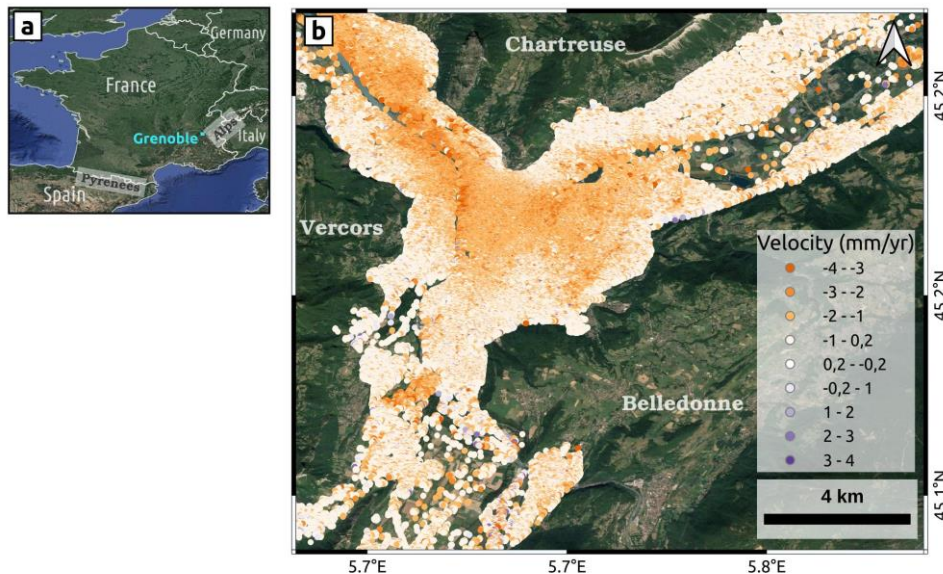 a
Germany
France
Grenoble
Alps
Italy
Pyrenees
Spain
b
Chartreuse
Vercors
Belledonne
Velocity (mm/yr)
-4 - -3
-3 - -2
-2 - -1
-1 - 0,2
0,2 - -0,2
-0,2 - 1
1 - 2
2 - 3
3 - 4
4 km
45.2°N
45.2°N
45.1°N
5.7°E
5.7°E
5.8°E